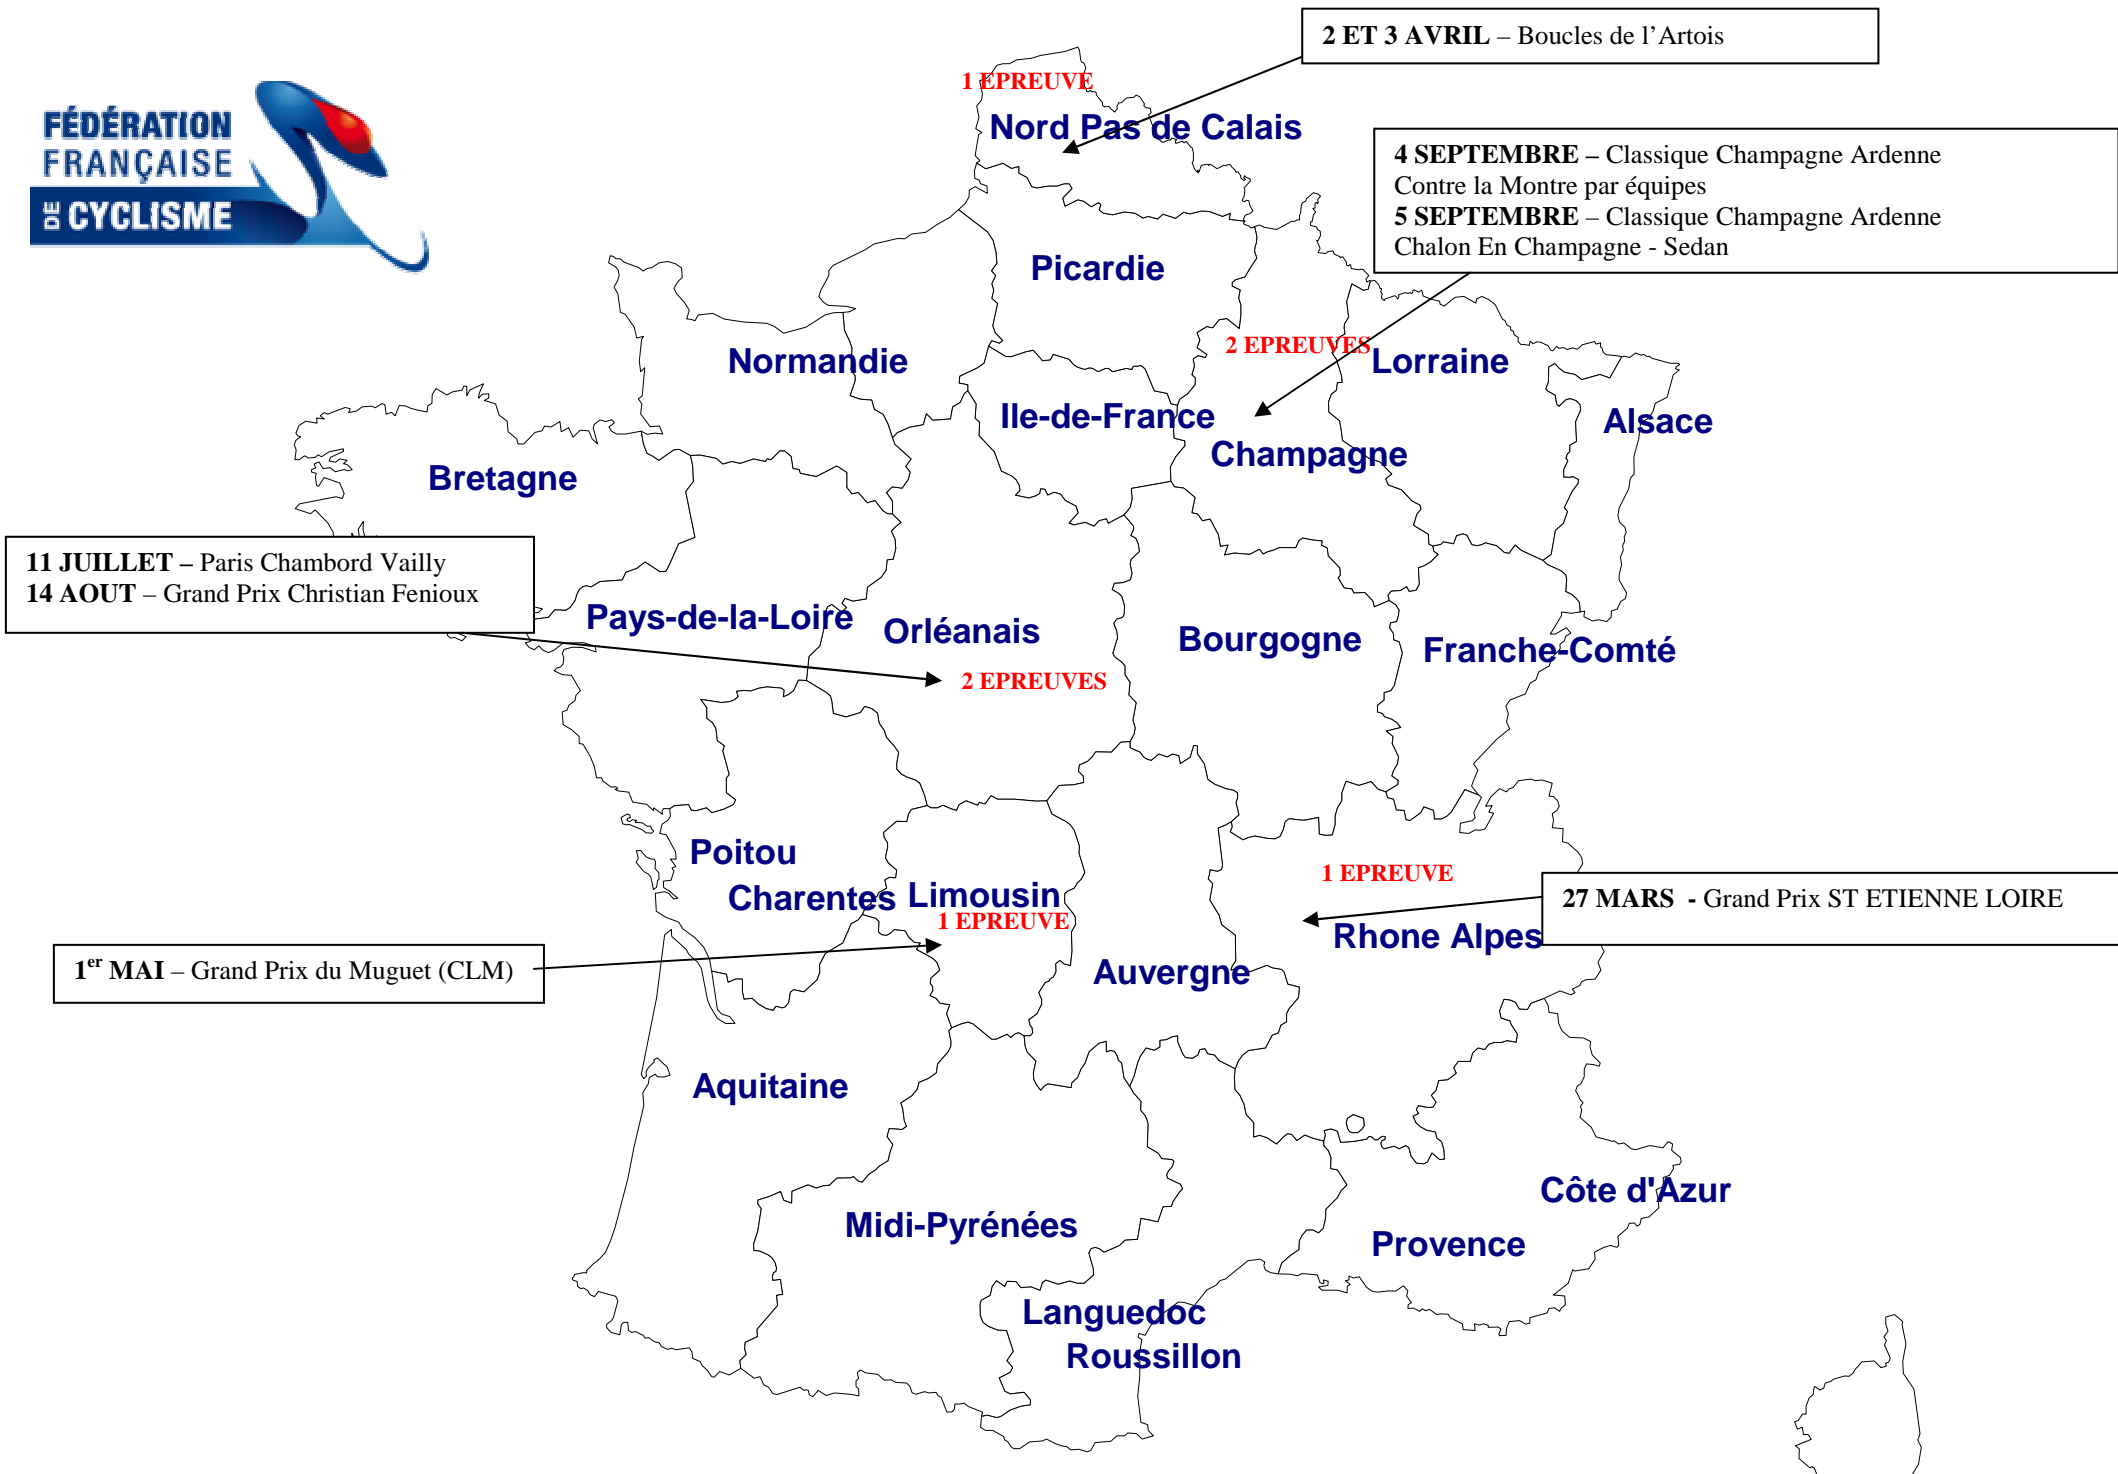 FÉDÉRATION
FRANÇAISE
DE CYCLISME
2 ET 3 AVRIL – Boucles de l'Artois
1 EPREUVE
Nord Pas de Calais
4 SEPTEMBRE – Classique Champagne Ardenne
Contre la Montre par équipes
5 SEPTEMBRE – Classique Champagne Ardenne
Chalon En Champagne - Sedan
Picardie
2 EPREUVES
Normandie
Lorraine
Ile-de-France
Alsace
Champagne
Bretagne
11 JUILLET – Paris Chambord Vailly
14 AOUT – Grand Prix Christian Fenioux
Pays-de-la-Loire
Orléanais
Bourgogne
Franche-Comté
2 EPREUVES
Poitou
Charentes
Limousin
1 EPREUVE
1 EPREUVE
27 MARS - Grand Prix ST ETIENNE LOIRE
Rhone Alpes
1er MAI – Grand Prix du Muguet (CLM)
Auvergne
Aquitaine
Côte d'Azur
Midi-Pyrénées
Provence
Languedoc
Roussillon